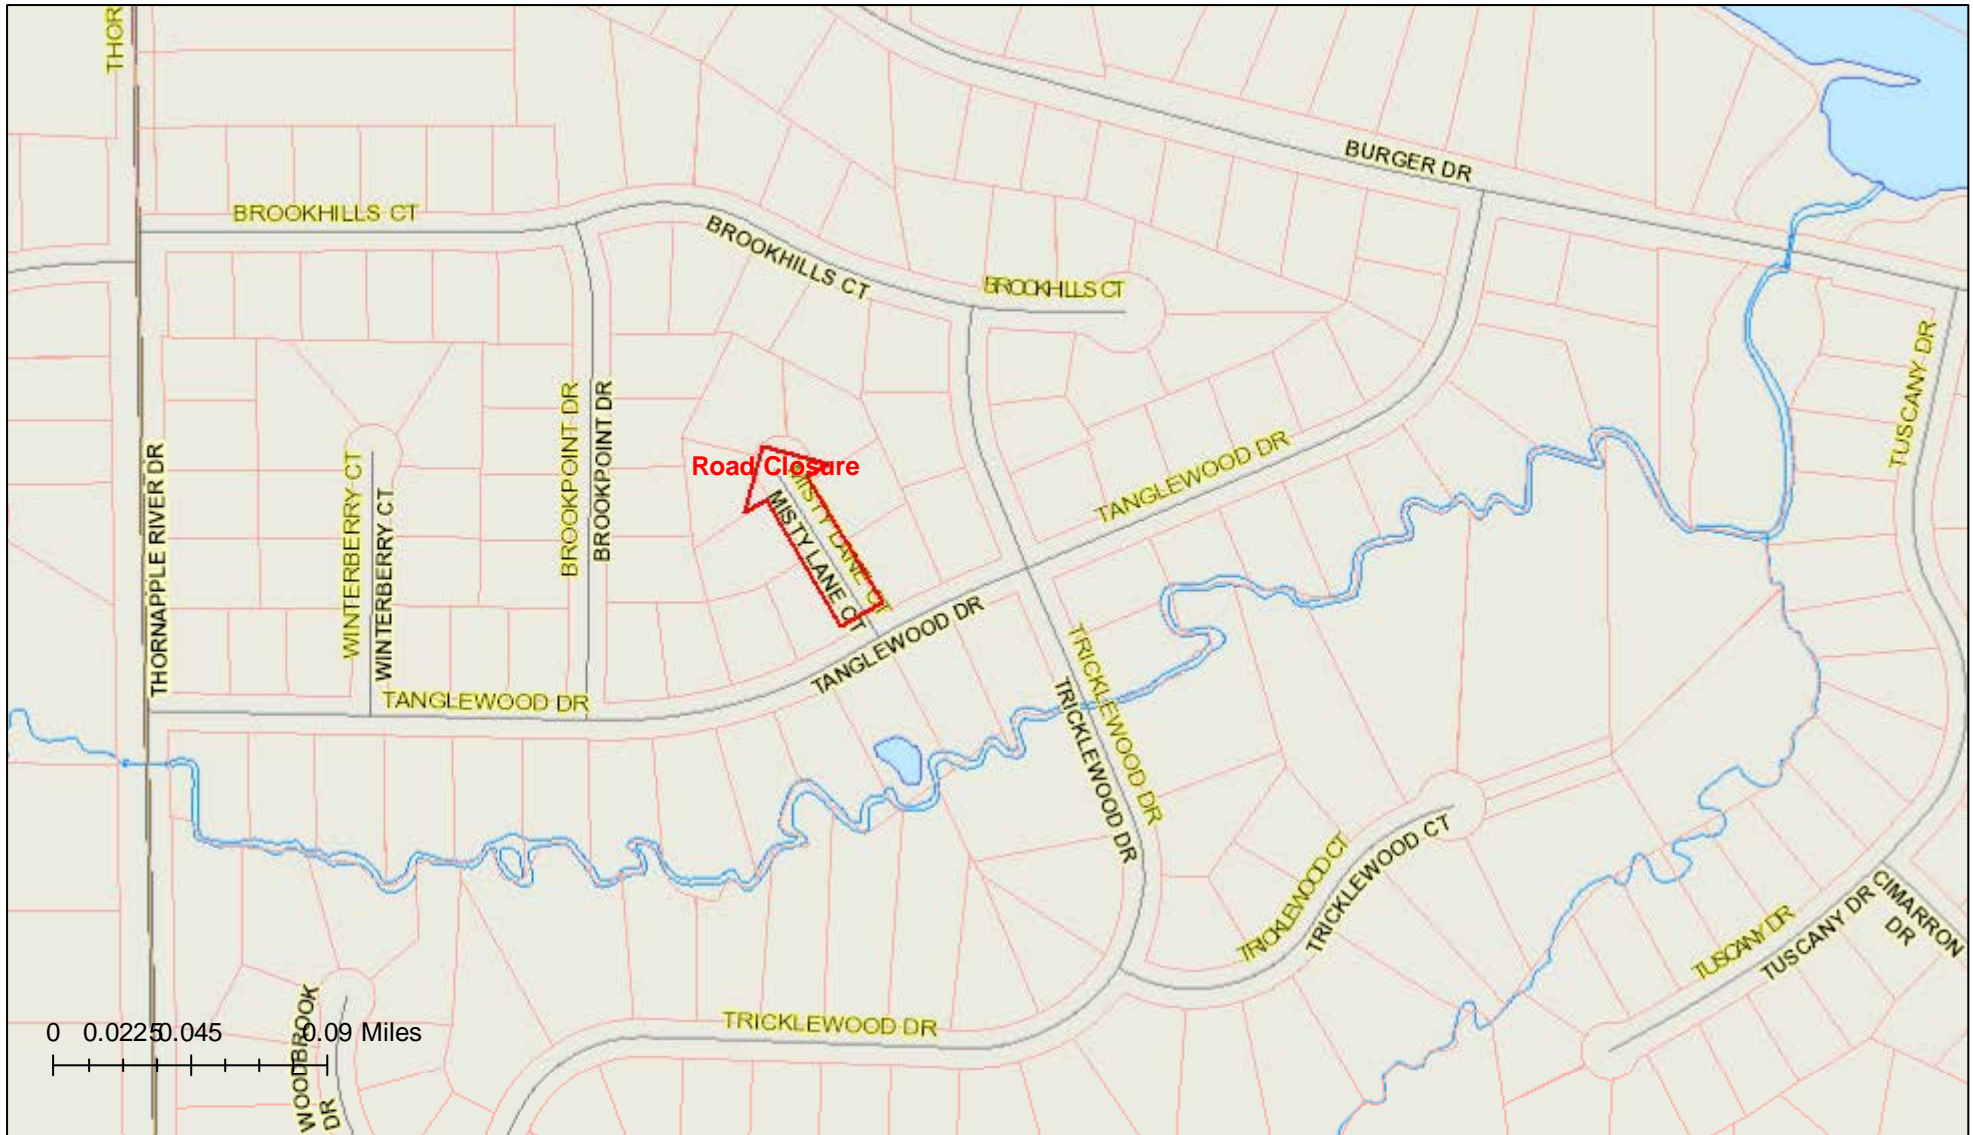 THOR
BURGER DR
BROOKHILLS CT
BROOKHILLS CT
BROOKHILLS CT
TUSCANY DR
THORNAPPLE RIVER DR
WINTERBERRY CT
WINTERBERRY CT
BROOKPOINT DR
BROOKPOINT DR
Road Closure
MISTY LANE CT
MISTY LANE CT
TANGLEWOOD DR
TANGLEWOOD DR
TANGLEWOOD DR
TRICKLEWOOD DR
TRICKLEWOOD DR
TRICKLEWOOD CT
TRICKLEWOOD CT
TUSCANY DR
TUSCANY DR
CIMARRON
DR
WOODBROOK
DR
TRICKLEWOOD DR
0 0.0225 0.045 0.09 Miles